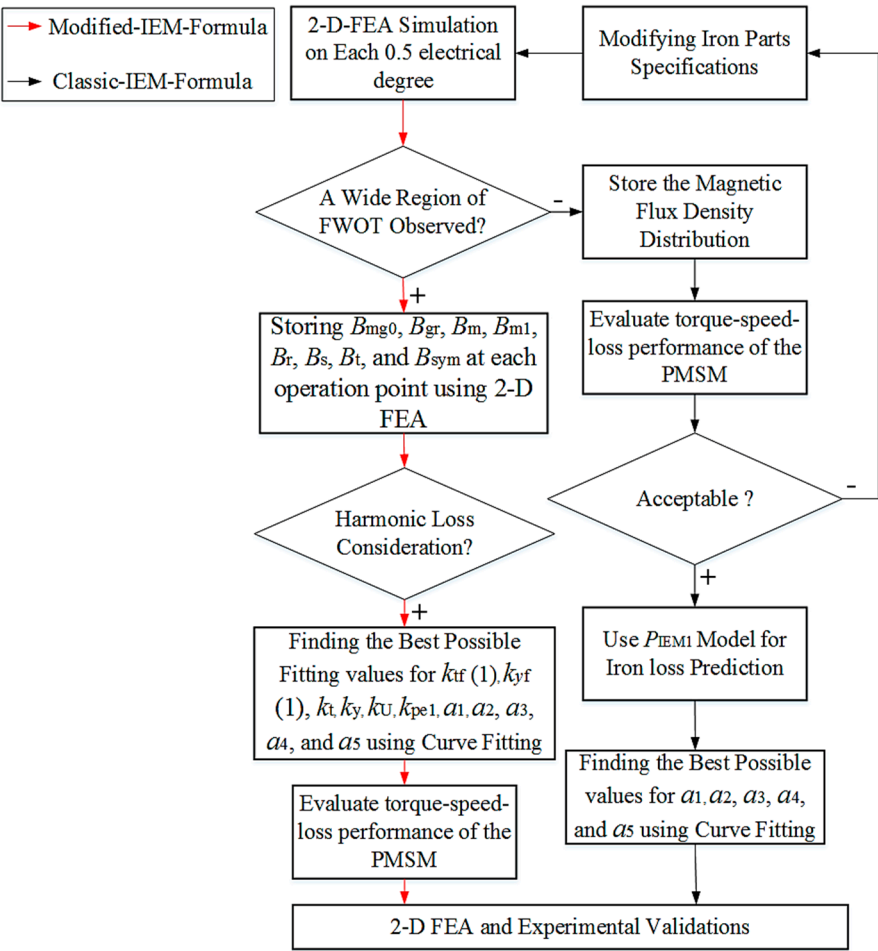 Modified-IEM-Formula
Classic-IEM-Formula
2-D-FEA Simulation
on Each 0.5 electrical
degree
Modifying Iron Parts
Specifications
A Wide Region of
FWOT Observed?
-
+
Store the Magnetic
Flux Density
Distribution
Storing Bmg0, Bgr, Bm, Bm1,
Br, Bs, Bt, and Bsym at each
operation point using 2-D
FEA
Evaluate torque-speed-
loss performance of the
PMSM
Harmonic Loss
Consideration?
+
Acceptable ?
-
+
Finding the Best Possible
Fitting values for ktf (1), kyf
(1), kt, ky, kU, kpe1, a1, a2, a3,
a4, and a5 using Curve Fitting
Use PIEM1 Model for
Iron loss Prediction
Evaluate torque-speed-
loss performance of the
PMSM
Finding the Best Possible
values for a1, a2, a3, a4,
and a5 using Curve Fitting
2-D FEA and Experimental Validations